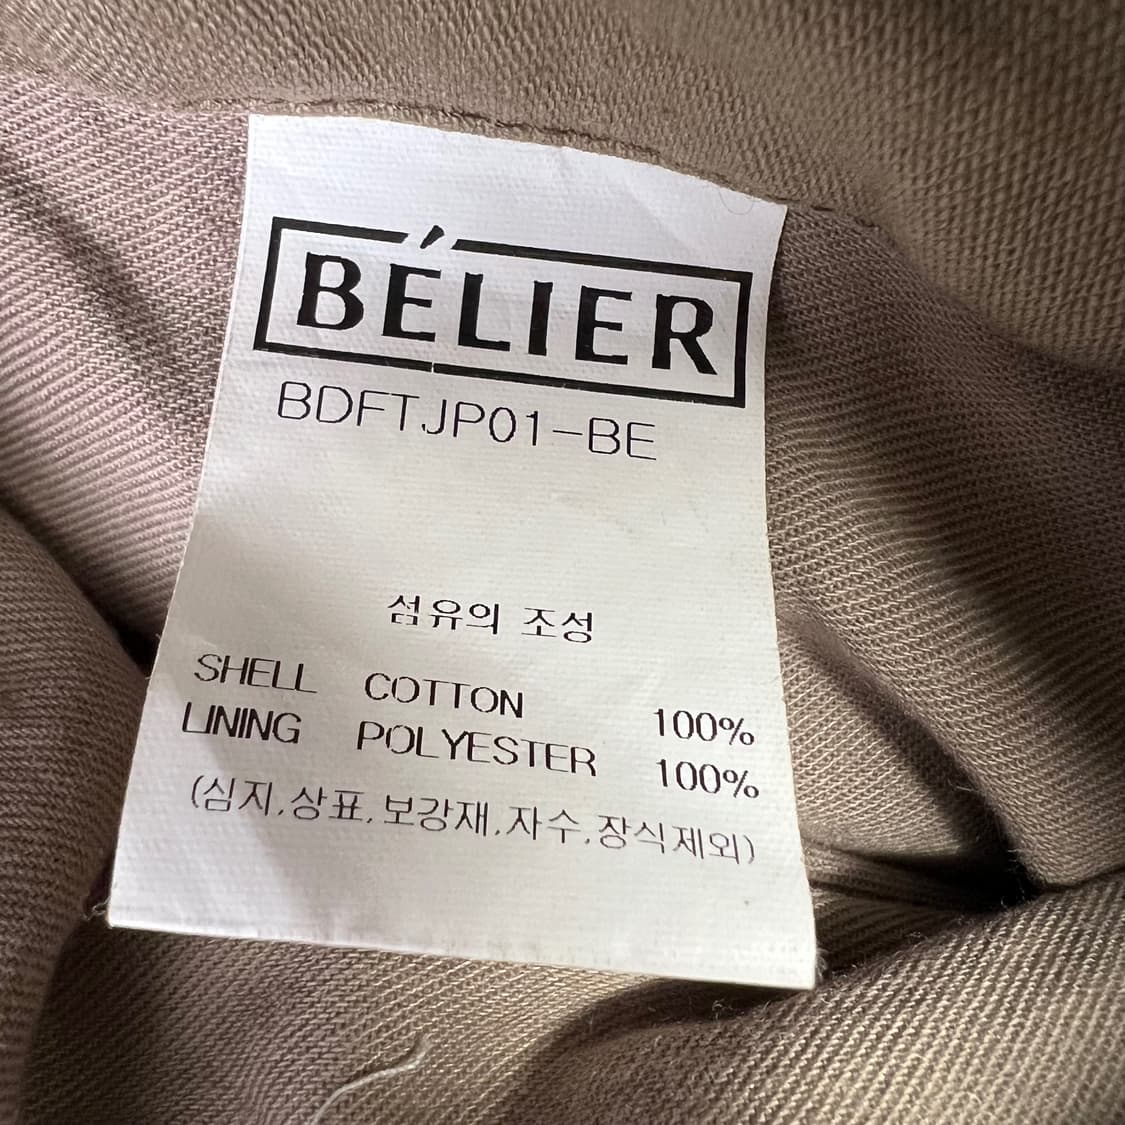 BÉLIER
BDFTJP01-BE
섬유의 조성
SHELL COTTON 100%
LINING POLYESTER 100%
(심지,상표,보강재,자수,장식제외)